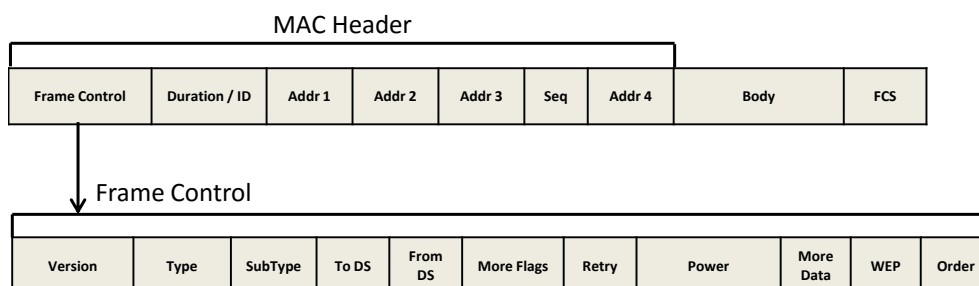 MAC Header
Frame Control Duration / ID Addr 1 Addr 2 Addr 3 Seq Addr 4 Body FCS
Frame Control
Version Type SubType To DS From DS More Flags Retry Power More Data WEP Order